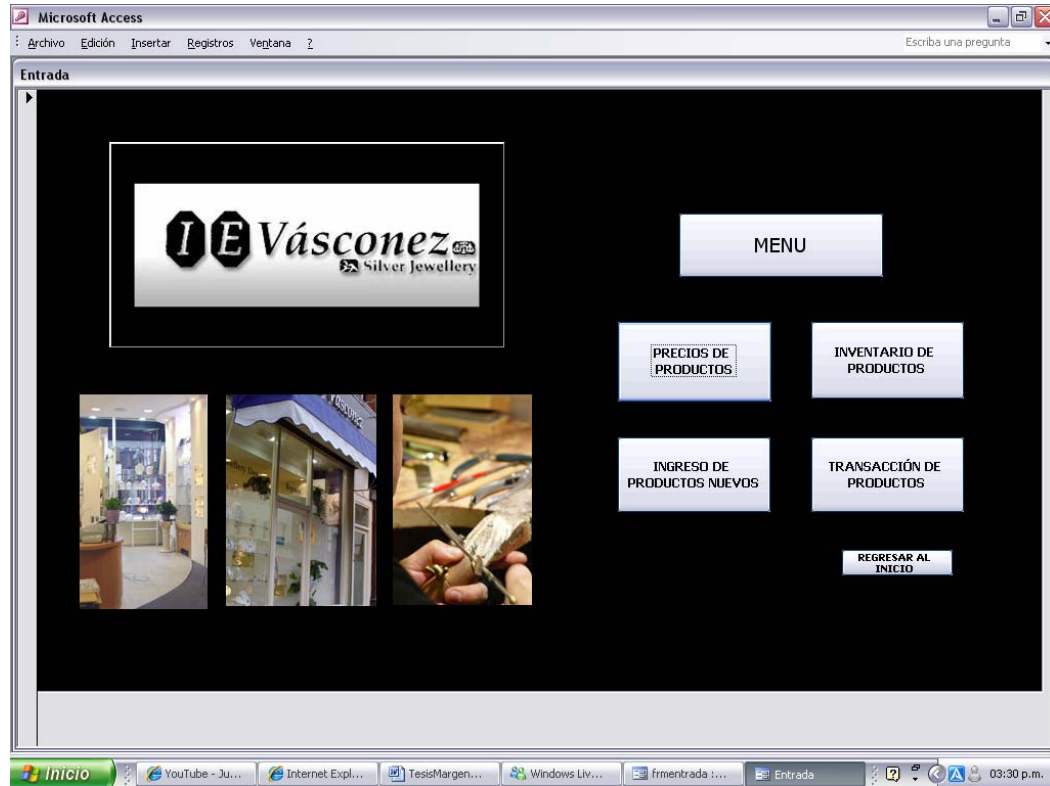 Microsoft Access
Archivo Edición Insertar Registros Ventana ?
Escriba una pregunta
Entrada
I E Vásconez
Silver Jewellery
MENU
PRECIOS DE
PRODUCTOS
INVENTARIO DE
PRODUCTOS
INGRESO DE
PRODUCTOS NUEVOS
TRANSACCIÓN DE
PRODUCTOS
REGRESAR AL
INICIO
Inicio
YouTube - Ju...
Internet Expl...
TesisMargen...
Windows Liv...
frmentrada :...
Entrada
03:30 p.m.